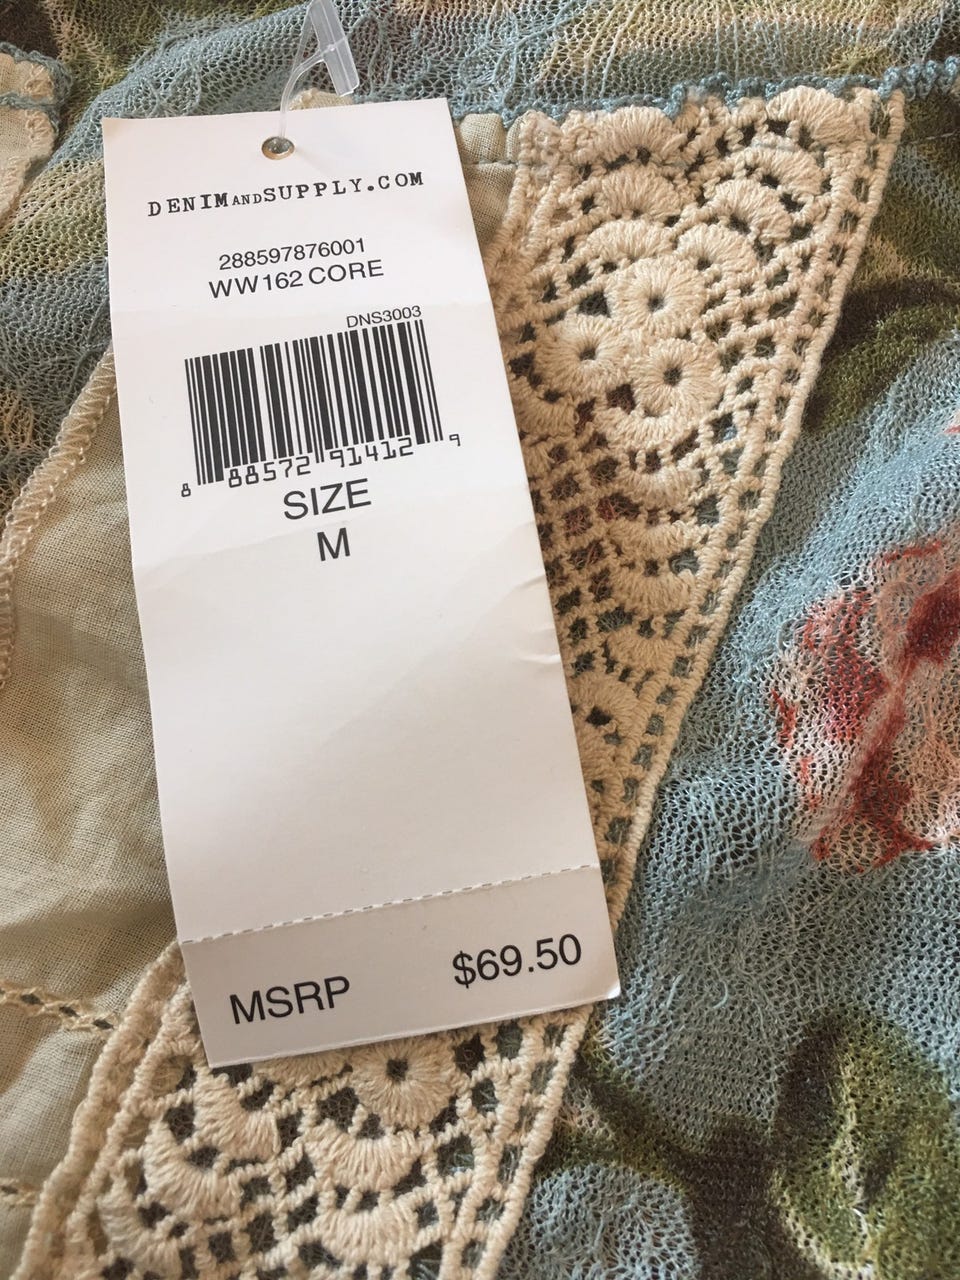 DENIMANDSUPPLY.COM
288597876001
WW162 CORE
DNS3003
8 88572 91412 9
SIZE
M
MSRP $69.50